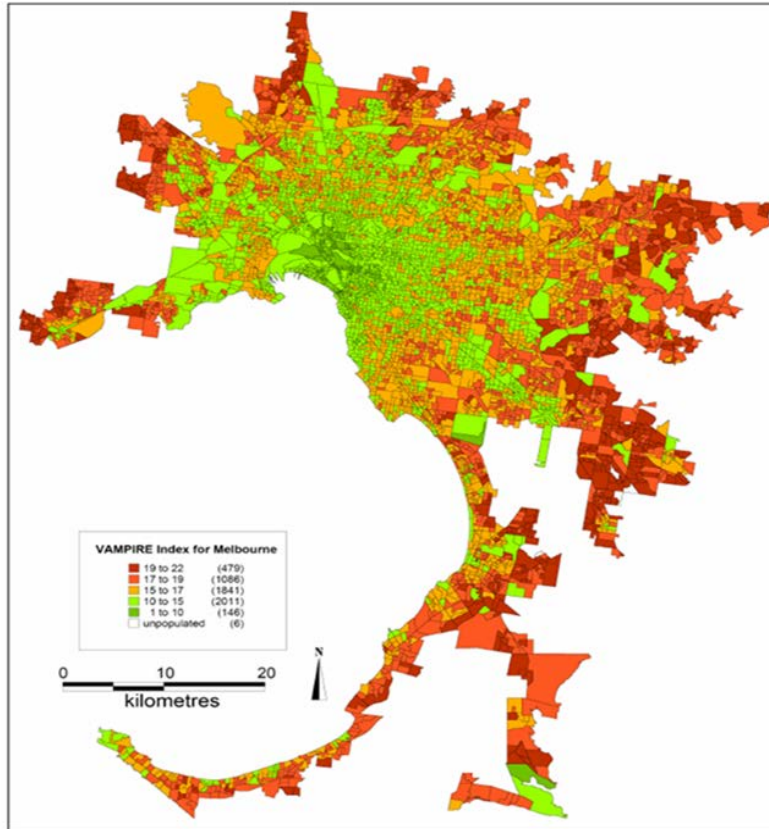 VAMPIRE Index for Melbourne
19 to 22 (479)
17 to 19 (1086)
15 to 17 (1841)
10 to 15 (2011)
1 to 10 (146)
unpopulated (6)
N
0 10 20
kilometres